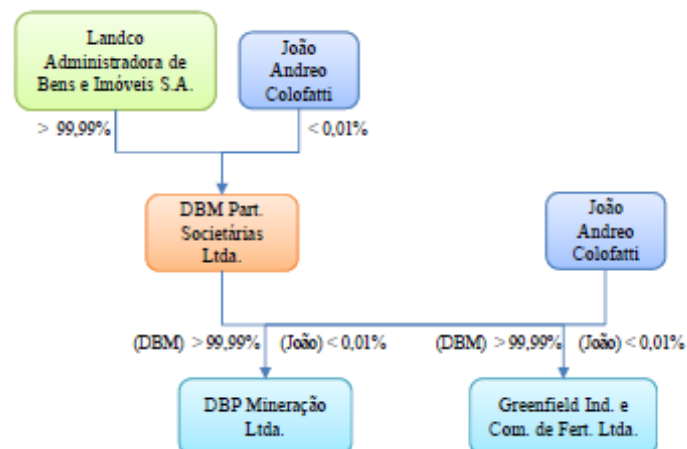 Landco
Administradora de
Bens e Imóveis S.A.
João
Andreo
Colofatti
> 99,99%
< 0,01%
DBM Part.
Societárias
Ltda.
João
Andreo
Colofatti
(DBM) > 99,99%
(João) < 0,01%
(DBM) > 99,99%
(João) < 0,01%
DBP Mineração
Ltda.
Greenfield Ind. e
Com. de Fert. Ltda.